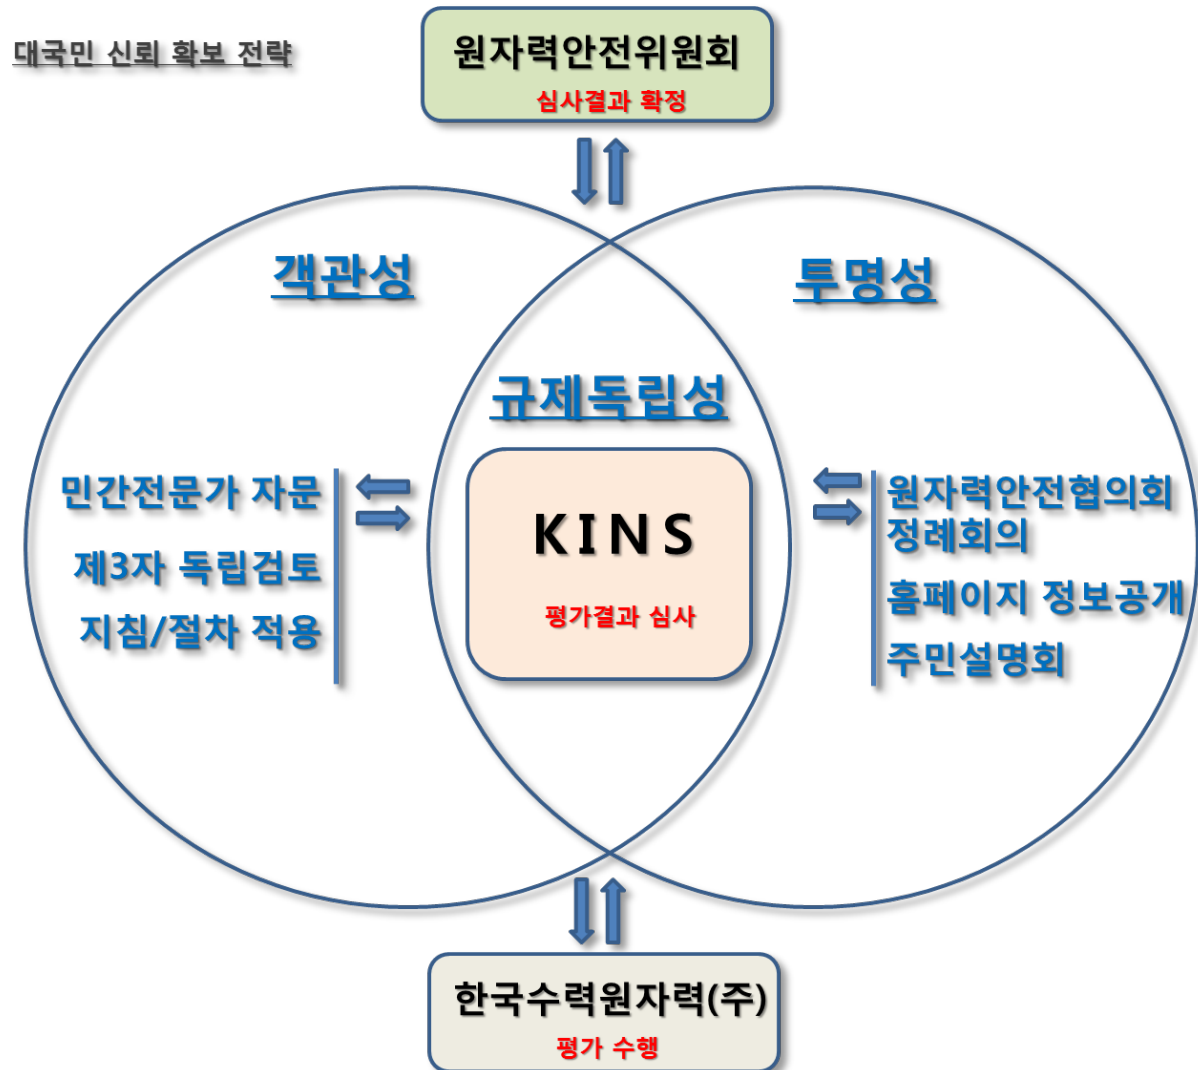 대국민 신뢰 확보 전략
원자력안전위원회
심사결과 확정
객관성
투명성
규제독립성
민간전문가 자문
제3자 독립검토
지침/절차 적용
KINS
평가결과 심사
원자력안전협의회
정례회의
홈페이지 정보공개
주민설명회
한국수력원자력(주)
평가 수행